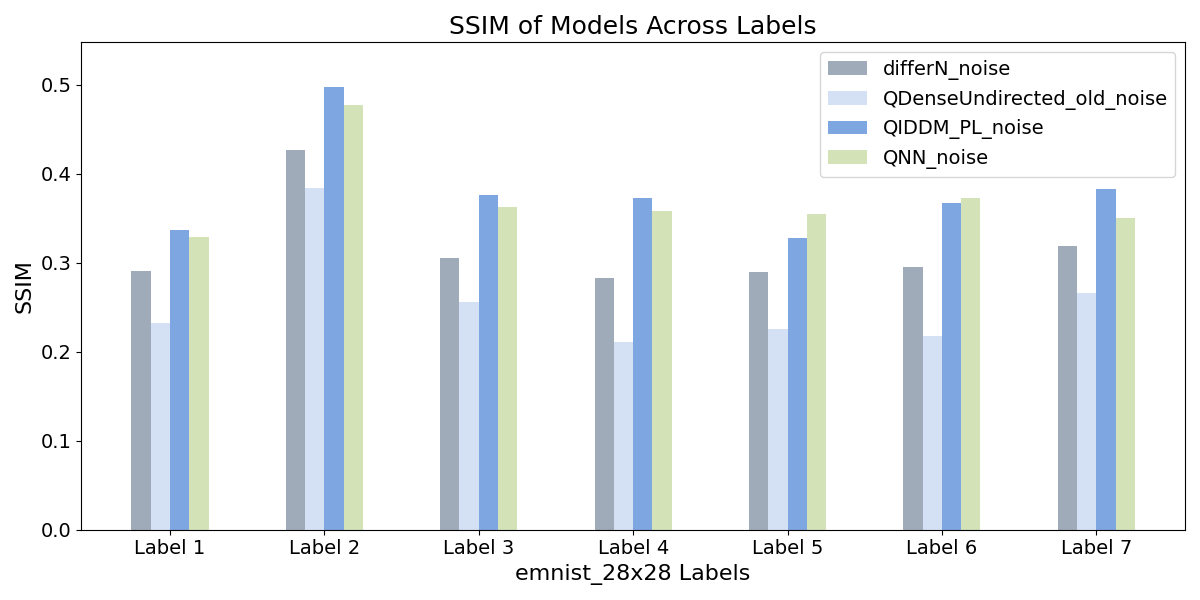 SSIM of Models Across Labels
differN_noise
QDenseUndirected_old_noise
QIDDM_PL_noise
QNN_noise
SSIM
0.5
0.4
0.3
0.2
0.1
0.0
Label 1 Label 2 Label 3 Label 4 Label 5 Label 6 Label 7
emnist_28x28 Labels